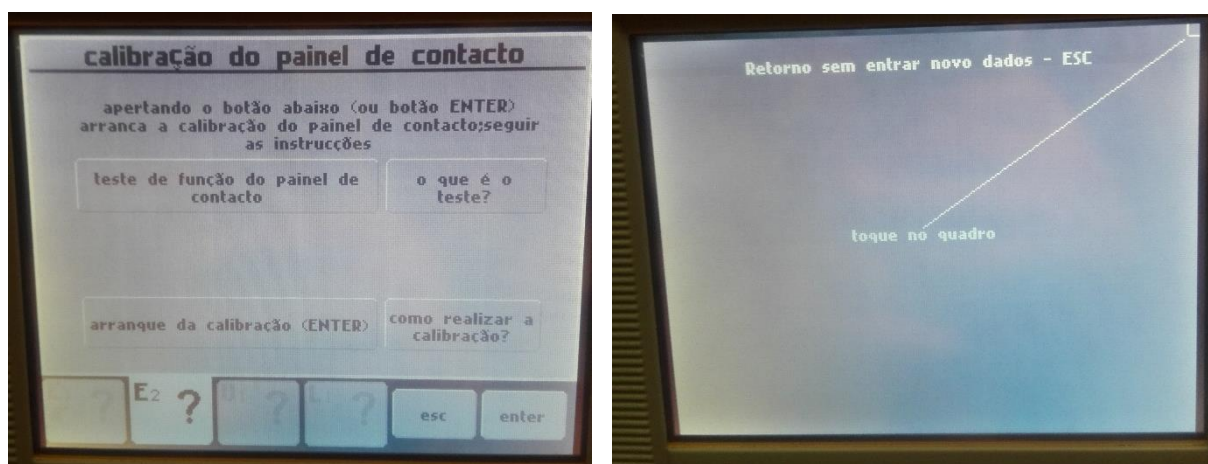 calibração do painel de contacto
apertando o botão abaixo (ou botão ENTER)
arranca a calibração do painel de contacto;seguir
as instrucções
teste de função do painel de
contacto
o que é o
teste?
arranque da calibração (ENTER)
como realizar a
calibração?
?
E2 ?
?
?
esc
enter
Retorno sem entrar novo dados - ESC
toque no quadro